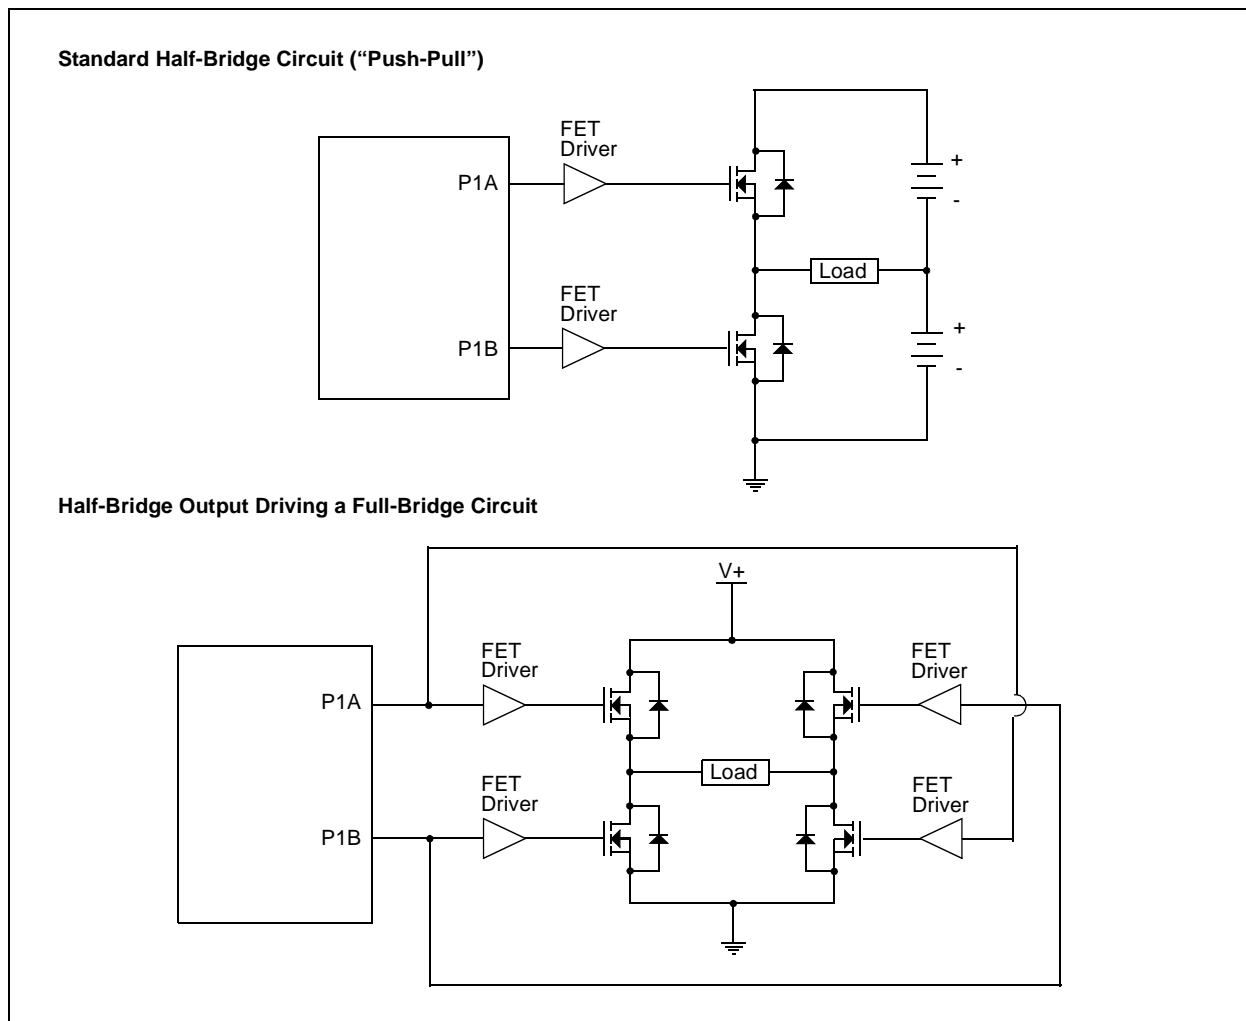 Standard Half-Bridge Circuit (“Push-Pull”)
FET
Driver
P1A
+
-
Load
FET
Driver
P1B
+
-
Half-Bridge Output Driving a Full-Bridge Circuit
V+
FET
Driver
FET
Driver
P1A
Load
FET
Driver
FET
Driver
P1B